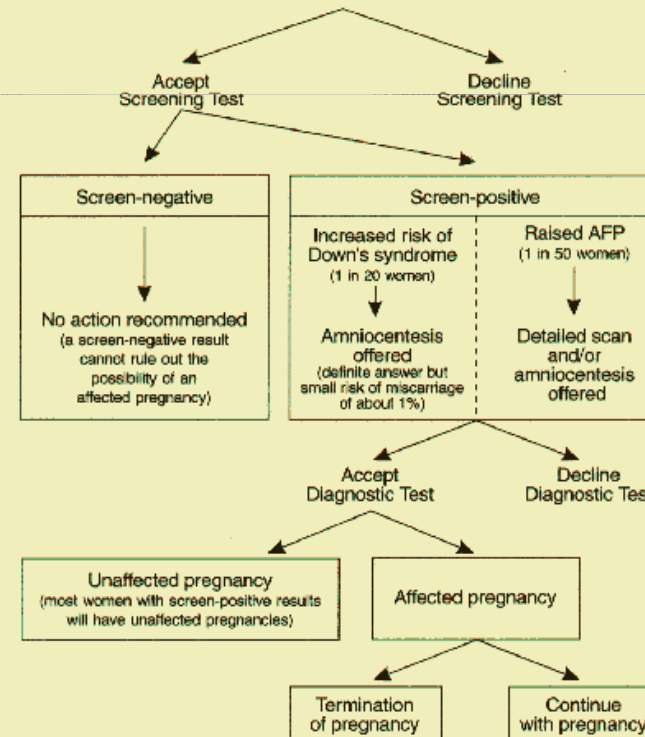 Accept
Screening Test
Decline
Screening Test
Screen-negative
No action recommended
(a screen-negative result
cannot rule out the
possibility of an
affected pregnancy)
Screen-positive
Increased risk of
Down's syndrome
(1 in 20 women)
Amniocentesis
offered
(definite answer but
small risk of miscarriage
of about 1%)
Raised AFP
(1 in 50 women)
Detailed scan
and/or
amniocentesis
offered
Accept
Diagnostic Test
Decline
Diagnostic Tes
Unaffected pregnancy
(most women with screen-positive results
will have unaffected pregnancies)
Affected pregnancy
Termination
of pregnancy
Continue
with pregnancy